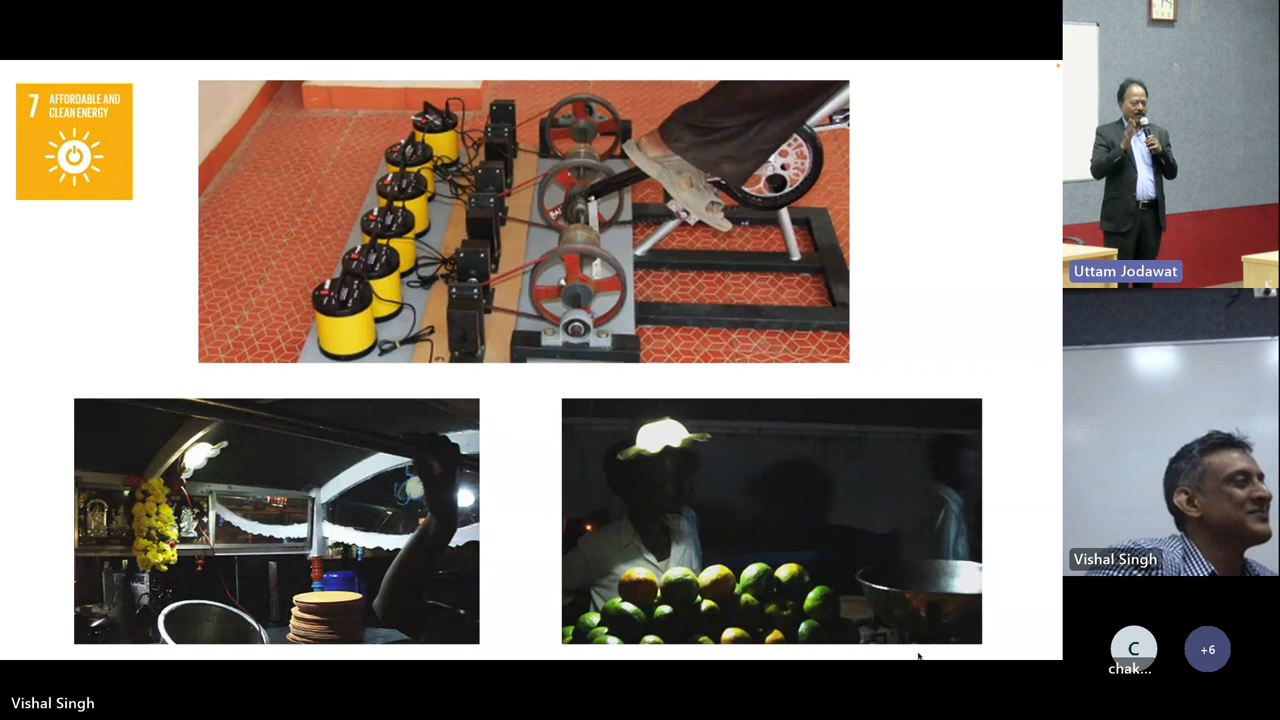 7 AFFORDABLE AND
CLEAN ENERGY
Uttam Jodawat
Vishal Singh
C
chak...
+6
Vishal Singh